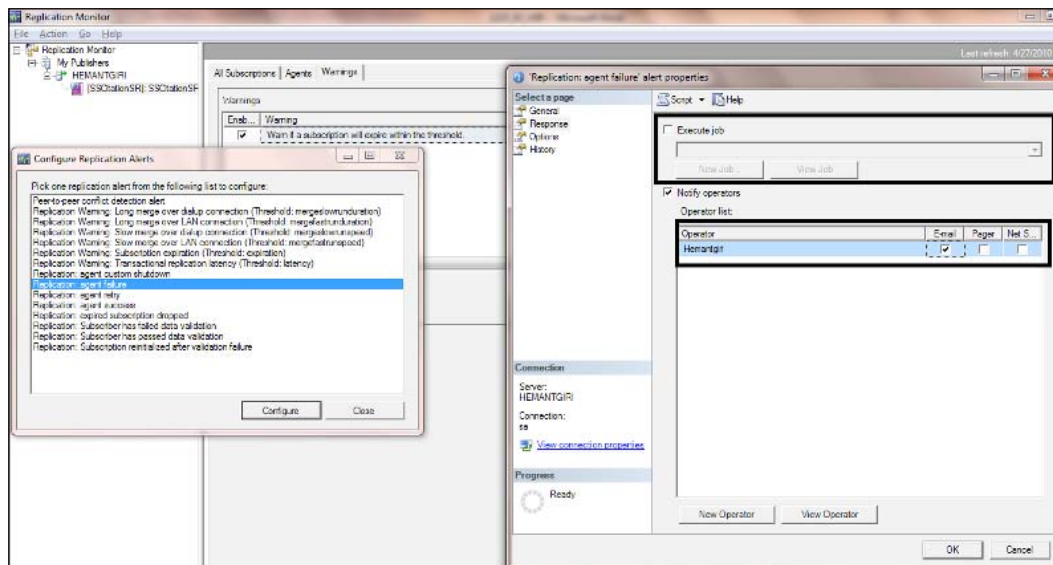 Replication Monitor
File Action Go Help
Last refresh: 4/27/2010
Replication Monitor
My Publishers
HEMANTGIRI
[SSCitationSR]: SSCitationSF
All Subscriptions | Agents | Warnings
Warnings
Enab... Warning
Warn if a subscription will expire within the threshold.
Configure Replication Alerts
Pick one replication alert from the following list to configure:
Peer-to-peer conflict detection alert
Replication Warning: Long merge over dialup connection (Threshold: mergeslowrunduration)
Replication Warning: Long merge over LAN connection (Threshold: mergefastrunduration)
Replication Warning: Slow merge over dialup connection (Threshold: mergeslowrunspeed)
Replication Warning: Slow merge over LAN connection (Threshold: mergefastrunspeed)
Replication Warning: Subscription expiration (Threshold: expiration)
Replication Warning: Transactional replication latency (Threshold: latency)
Replication: agent custom shutdown
Replication: agent failure
Replication: agent retry
Replication: agent success
Replication: expired subscription dropped
Replication: Subscriber has failed data validation
Replication: Subscriber has passed data validation
Replication: Subscription reinitialized after validation failure
Configure
Close
'Replication: agent failure' alert properties
Select a page
General
Response
Options
History
Script Help
Execute job
New Job... View Job
Notify operators
Operator list:
Operator E-mail Pager Net S...
Hemantgiri
Connection
Server:
HEMANTGIRI
Connection:
sa
View connection properties
Progress
Ready
New Operator View Operator
OK Cancel